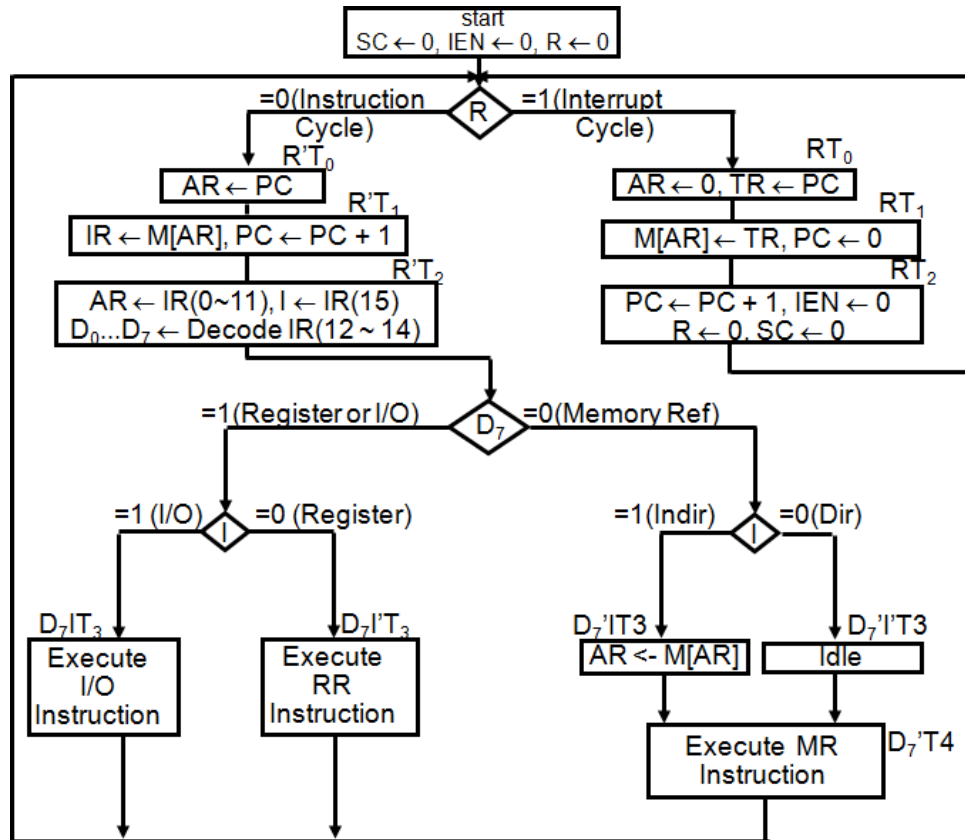 start
SC ← 0, IEN ← 0, R ← 0
R
=0(Instruction
Cycle)
=1(Interrupt
Cycle)
R'T₀
AR ← PC
R'T₁
IR ← M[AR], PC ← PC + 1
R'T₂
AR ← IR(0~11), I ← IR(15)
D₀...D₇ ← Decode IR(12 ~ 14)
RT₀
AR ← 0, TR ← PC
RT₁
M[AR] ← TR, PC ← 0
RT₂
PC ← PC + 1, IEN ← 0
R ← 0, SC ← 0
D₇
=1(Register or I/O)
=0(Memory Ref)
I
=1 (I/O)
=0 (Register)
I
=1(Indir)
=0(Dir)
D₇IT₃
Execute
I/O
Instruction
D₇I'T₃
Execute
RR
Instruction
D₇'IT3
AR <- M[AR]
D₇'I'T3
Idle
Execute MR
Instruction
D₇'T4